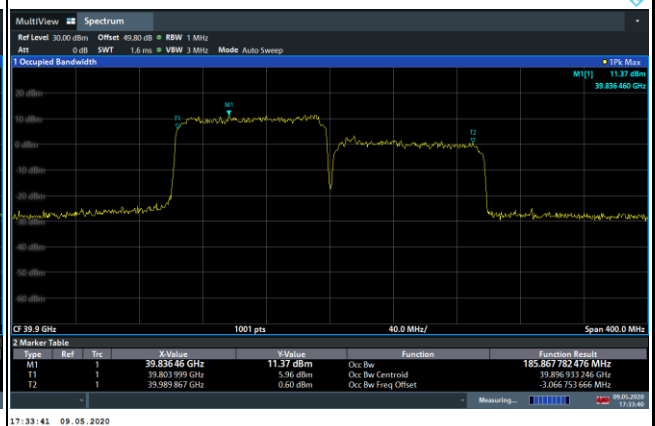 MultiView Spectrum
Ref Level 30.00 dBm Offset 49.80 dB RBW 1 MHz
Att 0 dB SWT 1.6 ms VBW 3 MHz Mode Auto Sweep
1 Occupied Bandwidth 1Pk Max
M1[1] 11.37 dBm
39.836 460 GHz
20 dBm
M1
T1
10 dBm
T2
0 dBm
-10 dBm
-20 dBm
-30 dBm
-40 dBm
-50 dBm
-60 dBm
CF 39.9 GHz 1001 pts 40.0 MHz/ Span 400.0 MHz
2 Marker Table
Type Ref Trc X-Value Y-Value Function Function Result
M1 1 39.836 46 GHz 11.37 dBm Occ Bw 185.867 782 476 MHz
T1 1 39.803 999 GHz 5.96 dBm Occ Bw Centroid 39.896 933 246 GHz
T2 1 39.989 867 GHz 0.60 dBm Occ Bw Freq Offset -3.066 753 666 MHz
Measuring... 09.05.2020
17:33:40
17:33:41 09.05.2020